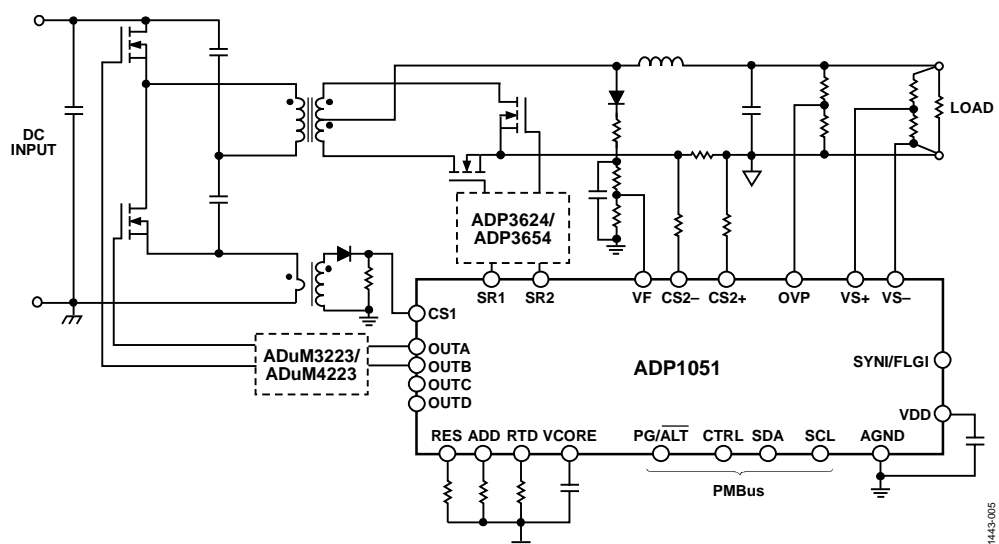 DC
INPUT
LOAD
ADP3624/
ADP3654
SR1 SR2 VF CS2– CS2+ OVP VS+ VS–
CS1
ADuM3223/
ADuM4223
OUTA
OUTB
OUTC
OUTD
ADP1051
SYNI/FLGI
VDD
RES ADD RTD VCORE PG/ALT CTRL SDA SCL AGND
PMBus
1443-005